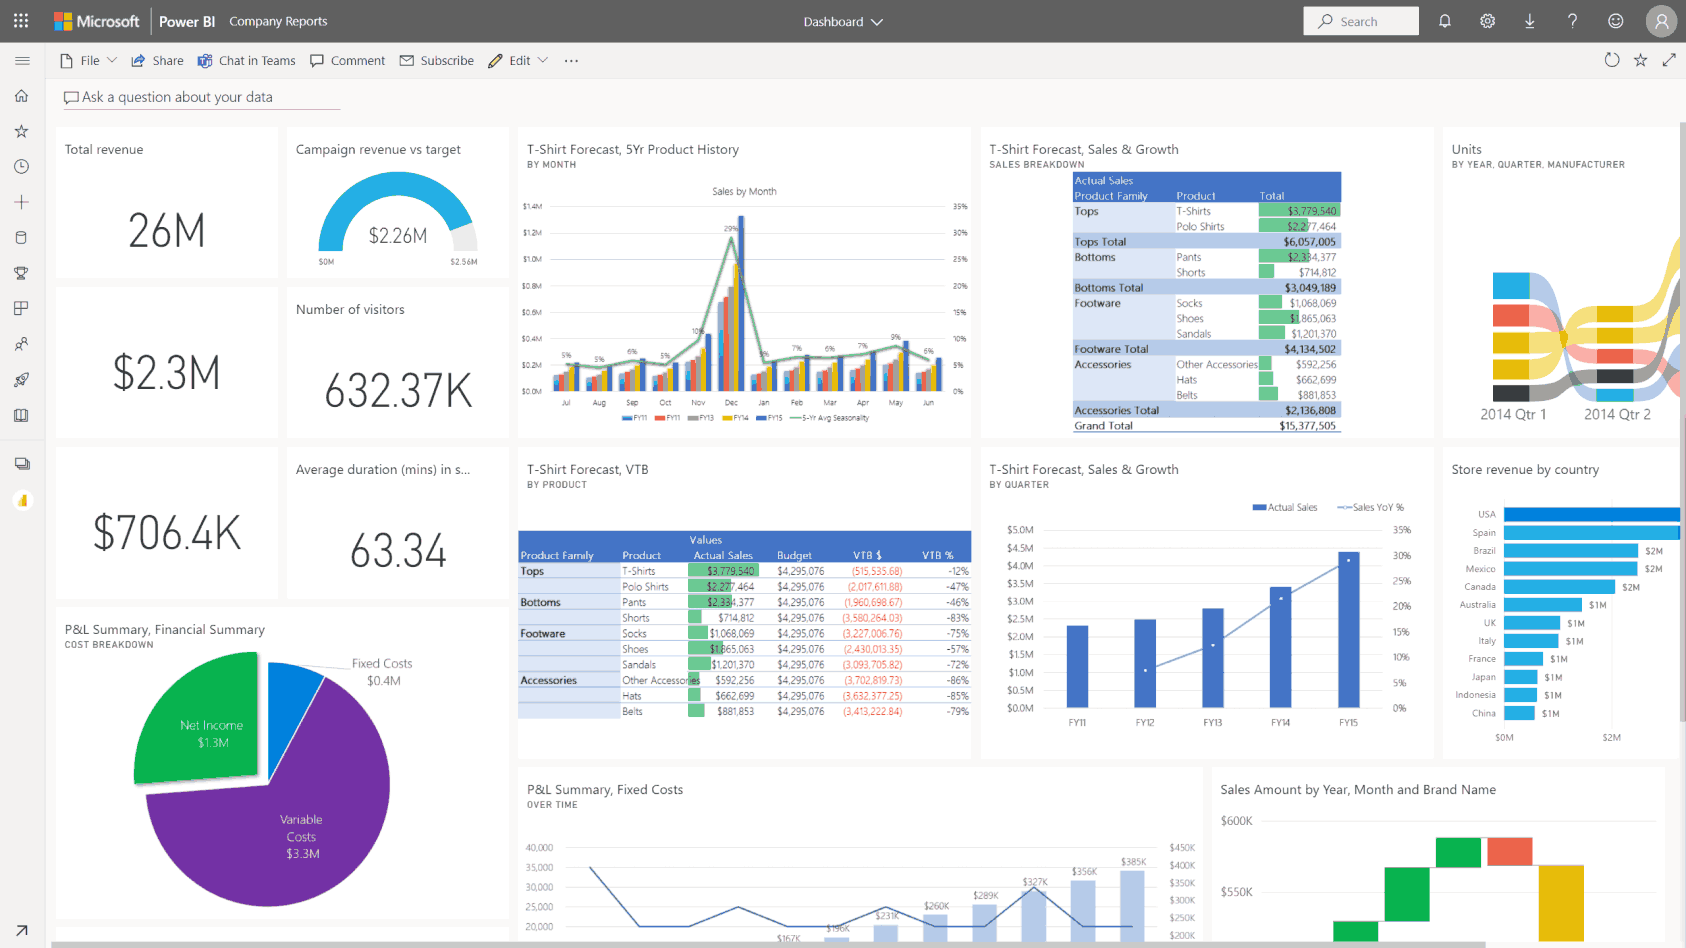 Microsoft Power BI Company Reports
Dashboard
Search
File
Share
Chat in Teams
Comment
Subscribe
Edit
Ask a question about your data
Total revenue
26M
Campaign revenue vs target
$2.26M
$0M
$2.56M
T-Shirt Forecast, 5Yr Product History
BY MONTH
Sales by Month
$1.4M
$1.2M
$1.0M
$0.8M
$0.6M
$0.4M
$0.2M
$0.0M
35%
30%
25%
20%
15%
10%
5%
0%
5%
5%
6%
5%
10%
29%
7%
6%
7%
9%
6%
Jul Aug Sep Oct Nov Dec Jan Feb Mar Apr May Jun
FY11 FY11 FY13 FY14 FY15 5-Yr Avg Seasonality
T-Shirt Forecast, Sales & Growth
SALES BREAKDOWN
Actual Sales
Product Family Product Total
Tops T-Shirts $3,779,540
Polo Shirts $2,277,464
Tops Total $6,057,005
Bottoms Pants $2,334,377
Shorts $714,812
Bottoms Total $3,049,189
Footware Socks $1,068,069
Shoes $1,865,063
Sandals $1,201,370
Footware Total $4,134,502
Accessories Other Accessories $592,256
Hats $662,699
Belts $881,853
Accessories Total $2,136,808
Grand Total $15,377,505
Units
BY YEAR, QUARTER, MANUFACTURER
2014 Qtr 1
2014 Qtr 2
$2.3M
Number of visitors
632.37K
$706.4K
Average duration (mins) in s...
63.34
T-Shirt Forecast, VTB
BY PRODUCT
Values
Product Family Product Actual Sales Budget VTB $ VTB %
Tops T-Shirts $3,779,540 $4,295,076 (515,535.68) -12%
Polo Shirts $2,277,464 $4,295,076 (2,017,611.88) -47%
Bottoms Pants $2,334,377 $4,295,076 (1,960,698.67) -46%
Shorts $714,812 $4,295,076 (3,580,264.03) -83%
Footware Socks $1,068,069 $4,295,076 (3,227,006.76) -75%
Shoes $1,865,063 $4,295,076 (2,430,013.35) -57%
Sandals $1,201,370 $4,295,076 (3,093,705.82) -72%
Accessories Other Accessories $592,256 $4,295,076 (3,702,819.73) -86%
Hats $662,699 $4,295,076 (3,632,377.25) -85%
Belts $881,853 $4,295,076 (3,413,222.84) -79%
T-Shirt Forecast, Sales & Growth
BY QUARTER
Actual Sales
Sales YoY %
$5.0M
$4.5M
$4.0M
$3.5M
$3.0M
$2.5M
$2.0M
$1.5M
$1.0M
$0.5M
$0.0M
35%
30%
25%
20%
15%
10%
5%
0%
FY11 FY12 FY13 FY14 FY15
Store revenue by country
USA
Spain
Brazil $2M
Mexico $2M
Canada $2M
Australia $1M
UK $1M
Italy $1M
France $1M
Japan $1M
Indonesia $1M
China $1M
$0M $2M
P&L Summary, Financial Summary
COST BREAKDOWN
Fixed Costs
$0.4M
Net Income
$1.3M
Variable
Costs
$3.3M
P&L Summary, Fixed Costs
OVER TIME
40,000
35,000
30,000
25,000
20,000
$167K
$196K
$231K
$260K
$289K
$327K
$356K
$385K
$450K
$400K
$350K
$300K
$250K
$200K
Sales Amount by Year, Month and Brand Name
$600K
$550K